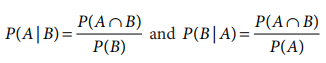 P(A|B) = P(A∩B) / P(B) and P(B|A) = P(A∩B) / P(A)